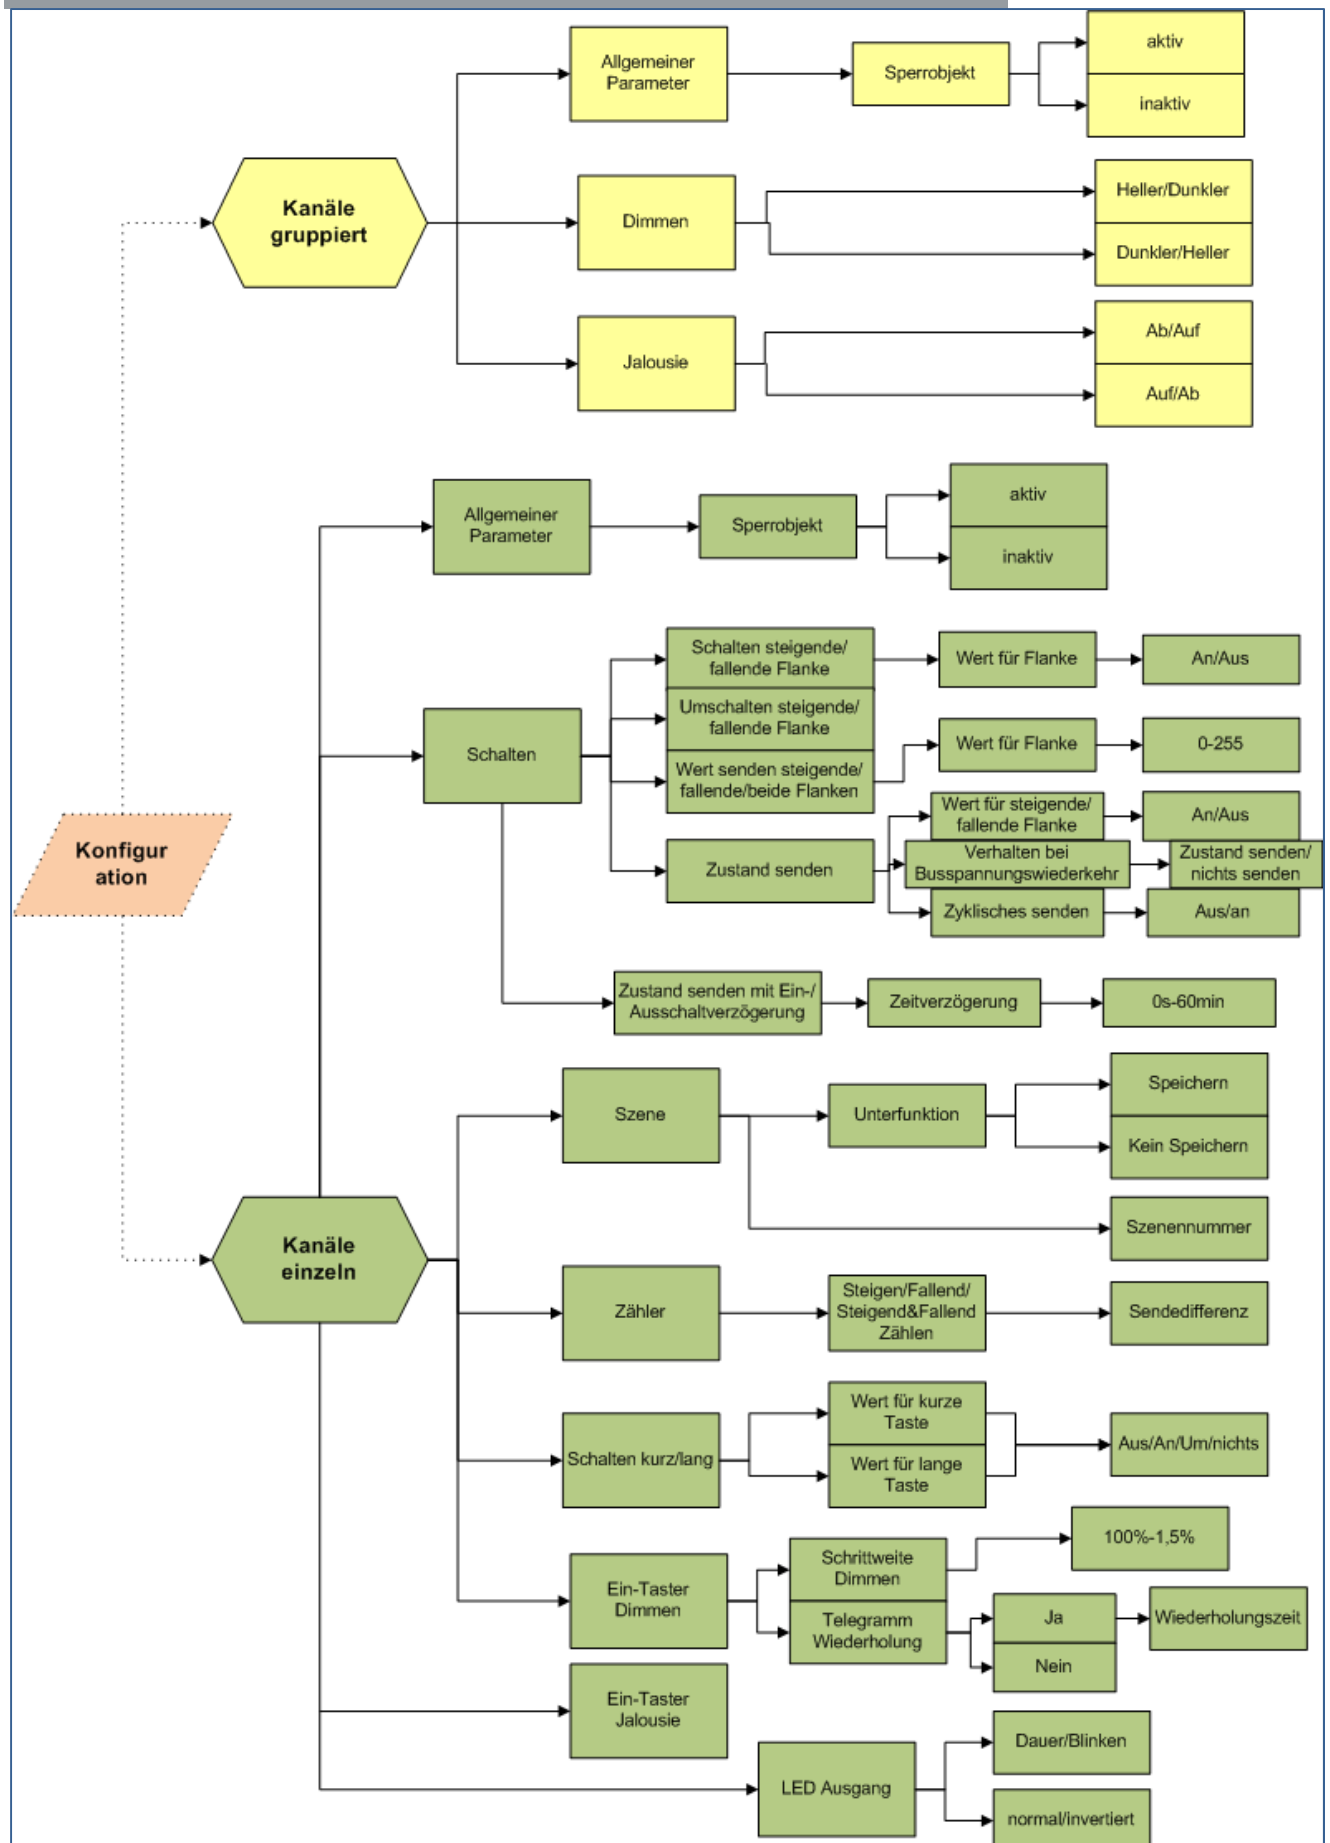 Allgemeiner
Parameter
Sperrobjekt
aktiv
inaktiv
Kanäle
gruppiert
Dimmen
Heller/Dunkler
Dunkler/Heller
Jalousie
Ab/Auf
Auf/Ab
Allgemeiner
Parameter
Sperrobjekt
aktiv
inaktiv
Schalten
Schalten steigende/
fallende Flanke
Wert für Flanke
An/Aus
Umschalten steigende/
fallende Flanke
Wert senden steigende/
fallende/beide Flanken
Wert für Flanke
0-255
Zustand senden
Wert für steigende/
fallende Flanke
An/Aus
Verhalten bei
Busspannungswiederkehr
Zustand senden/
nichts senden
Zyklisches senden
Aus/an
Konfigur
ation
Zustand senden mit Ein-/
Ausschaltverzögerung
Zeitverzögerung
0s-60min
Szene
Unterfunktion
Speichern
Kein Speichern
Szenennummer
Kanäle
einzeln
Zähler
Steigen/Fallend/
Steigend&Fallend
Zählen
Sendedifferenz
Schalten kurz/lang
Wert für kurze
Taste
Wert für lange
Taste
Aus/An/Um/nichts
Ein-Taster
Dimmen
Schrittweite
Dimmen
100%-1,5%
Telegramm
Wiederholung
Ja
Wiederholungszeit
Nein
Ein-Taster
Jalousie
LED Ausgang
Dauer/Blinken
normal/invertiert